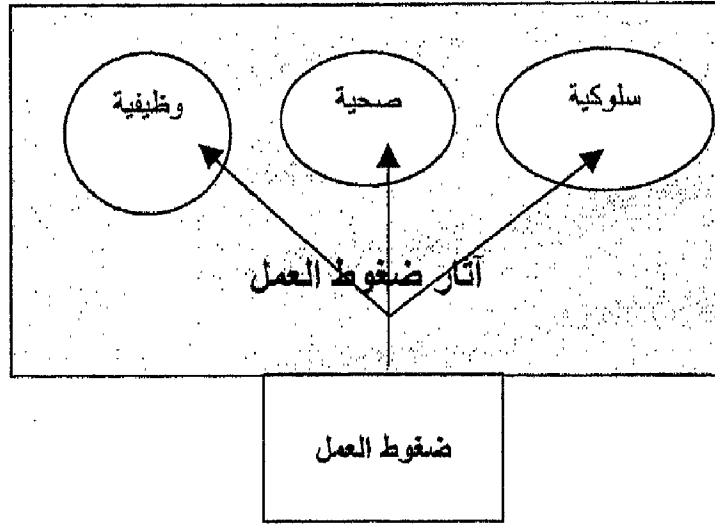 سلوكية
صحية
وظيفية
آثار ضغوط العمل
ضغوط العمل